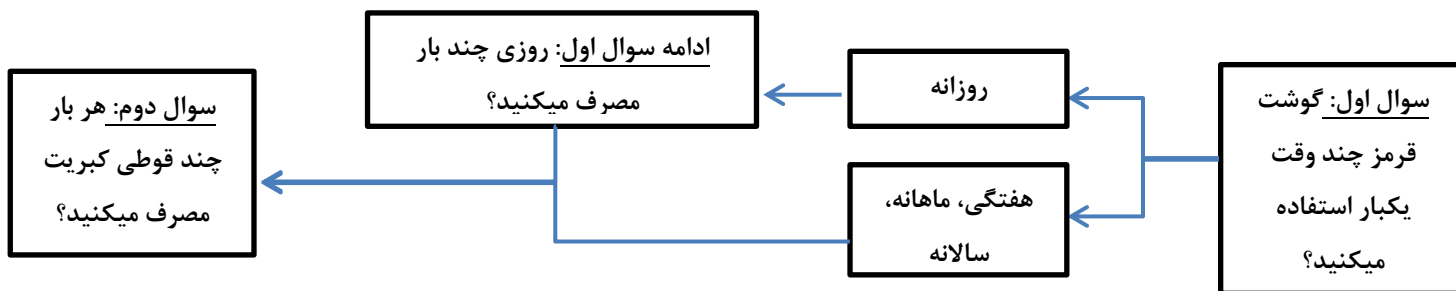 سوال اول: گوشت
قرمز چند وقت
یکبار استفاده
میکنید؟
روزانه
هفتگی، ماهانه،
سالانه
ادامه سوال اول: روزی چند بار
مصرف میکنید؟
سوال دوم: هر بار
چند قوطی کبریت
مصرف میکنید؟